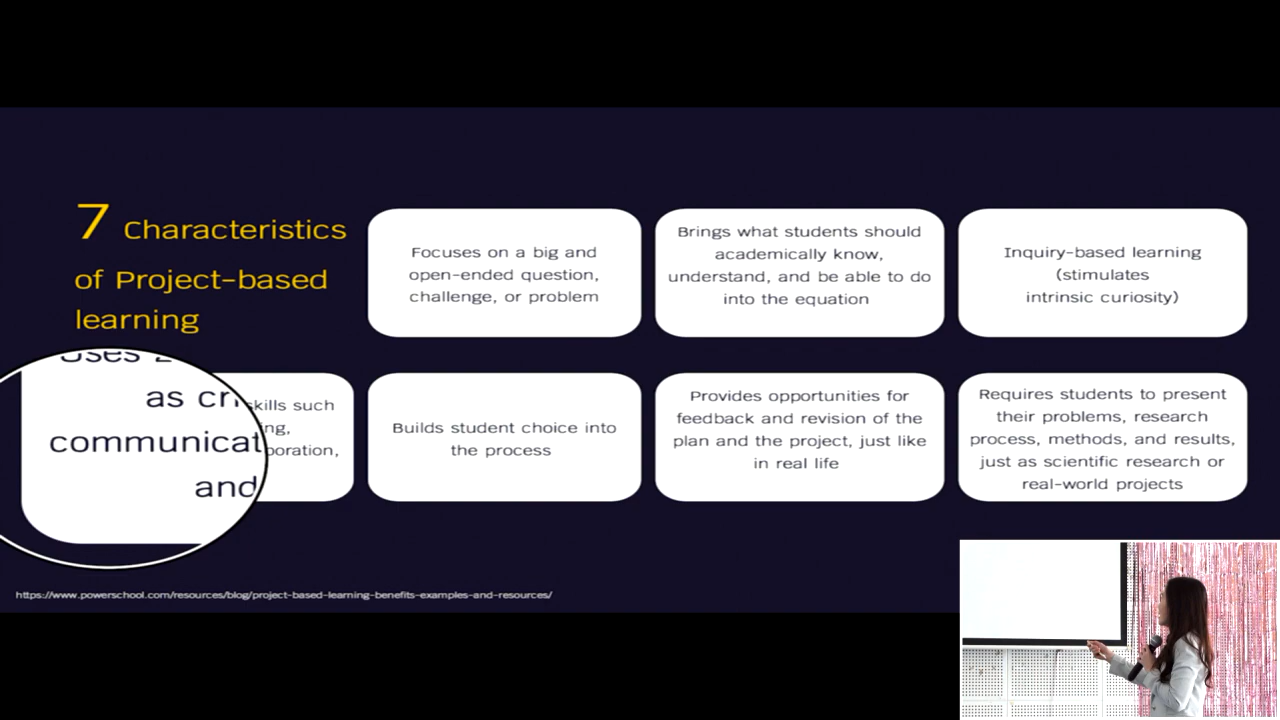 7 Characteristics
of Project-based
learning
Focuses on a big and
open-ended question,
challenge, or problem
Brings what students should
academically know,
understand, and be able to do
into the equation
Inquiry-based learning
(stimulates
intrinsic curiosity)
Uses
as skills such
and
Builds student choice into
the process
Provides opportunities for
feedback and revision of the
plan and the project, just like
in real life
Requires students to present
their problems, research
process, methods, and results,
just as scientific research or
real-world projects
https://www.powerschool.com/resources/blog/project-based-learning-benefits-examples-and-resources/